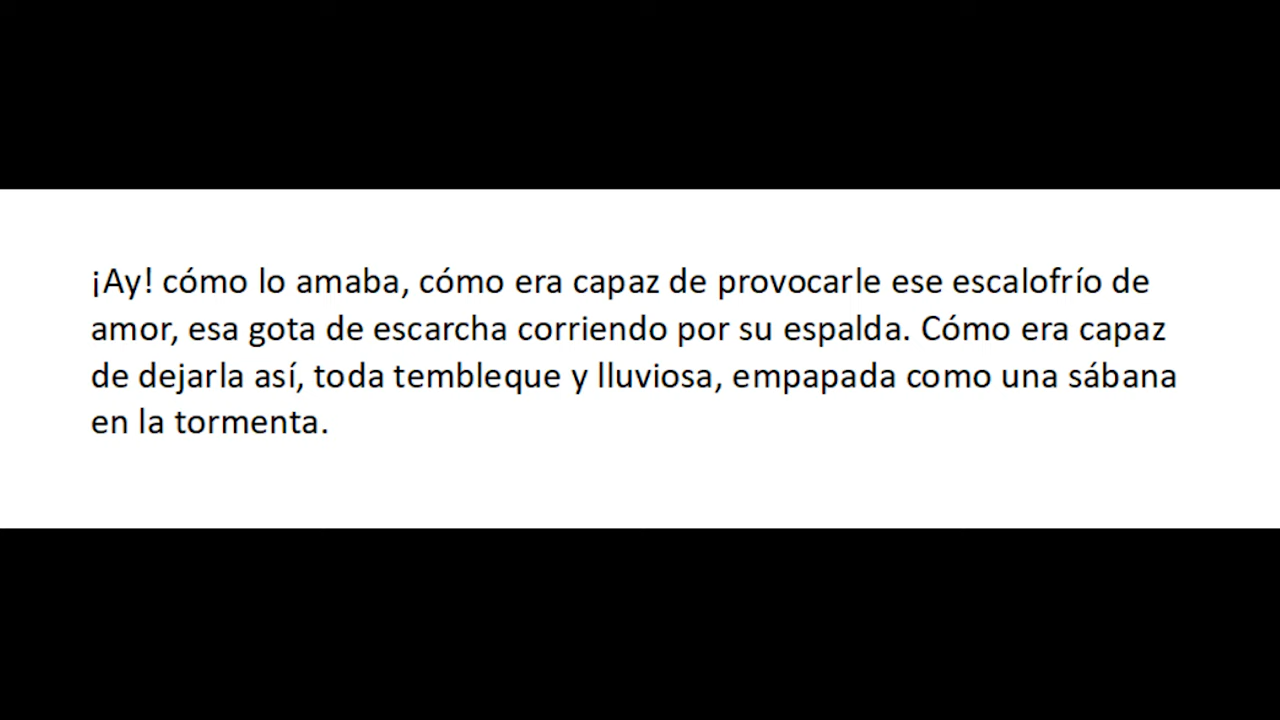 ¡Ay! cómo lo amaba, cómo era capaz de provocarle ese escalofrío de
amor, esa gota de escarcha corriendo por su espalda. Cómo era capaz
de dejarla así, toda tembleque y lluviosa, empapada como una sábana
en la tormenta.